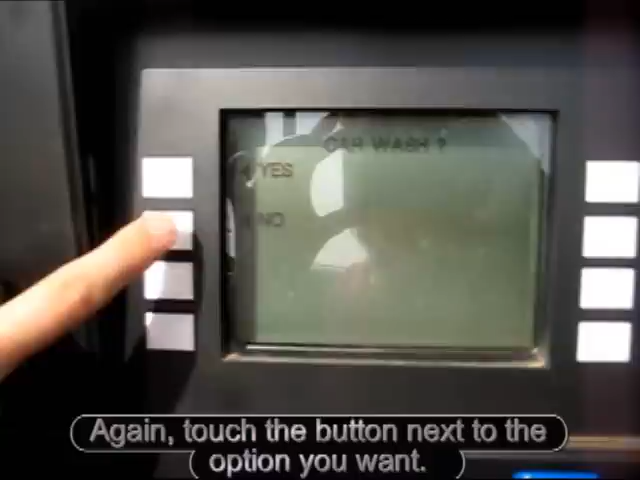 CAR WASH ?
YES
NO
Again, touch the button next to the
option you want.